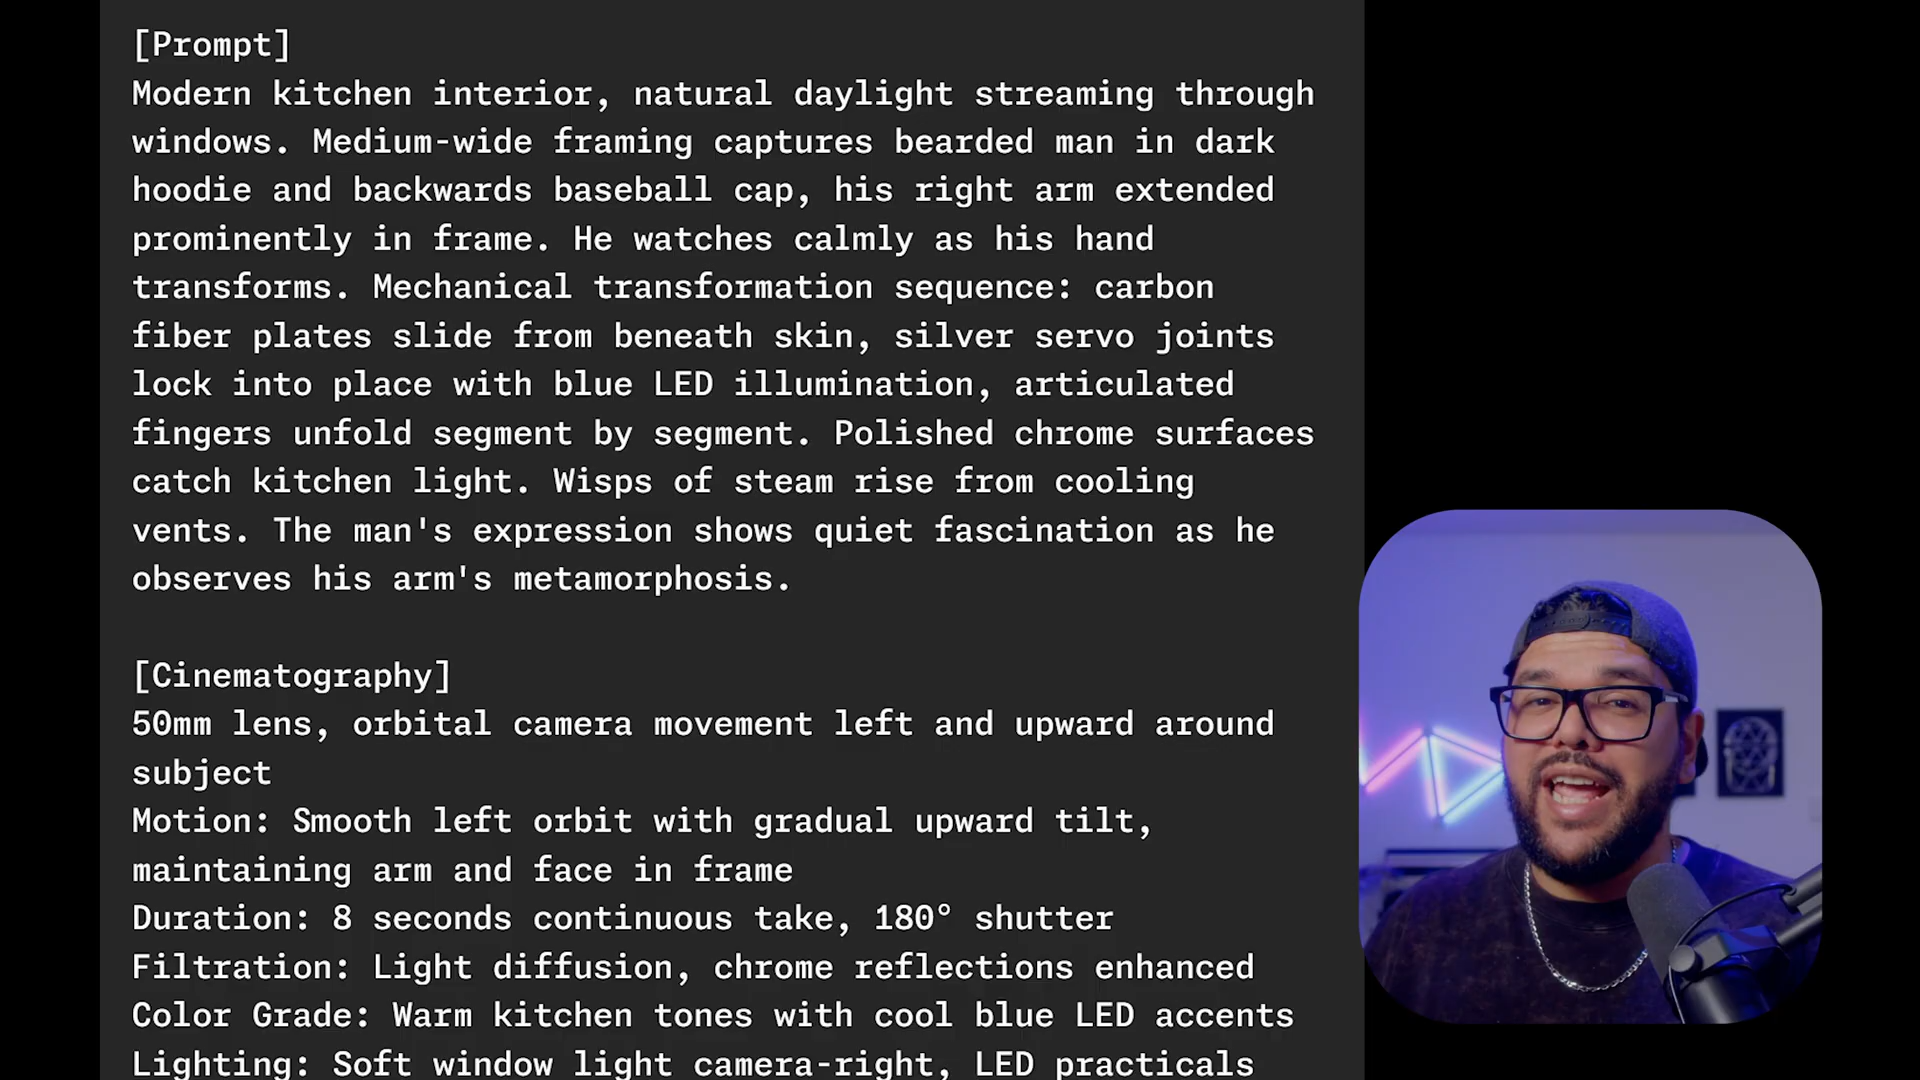 [Prompt]
Modern kitchen interior, natural daylight streaming through
windows. Medium-wide framing captures bearded man in dark
hoodie and backwards baseball cap, his right arm extended
prominently in frame. He watches calmly as his hand
transforms. Mechanical transformation sequence: carbon
fiber plates slide from beneath skin, silver servo joints
lock into place with blue LED illumination, articulated
fingers unfold segment by segment. Polished chrome surfaces
catch kitchen light. Wisps of steam rise from cooling
vents. The man's expression shows quiet fascination as he
observes his arm's metamorphosis.

[Cinematography]
50mm lens, orbital camera movement left and upward around
subject
Motion: Smooth left orbit with gradual upward tilt,
maintaining arm and face in frame
Duration: 8 seconds continuous take, 180° shutter
Filtration: Light diffusion, chrome reflections enhanced
Color Grade: Warm kitchen tones with cool blue LED accents
Lighting: Soft window light camera-right, LED practicals